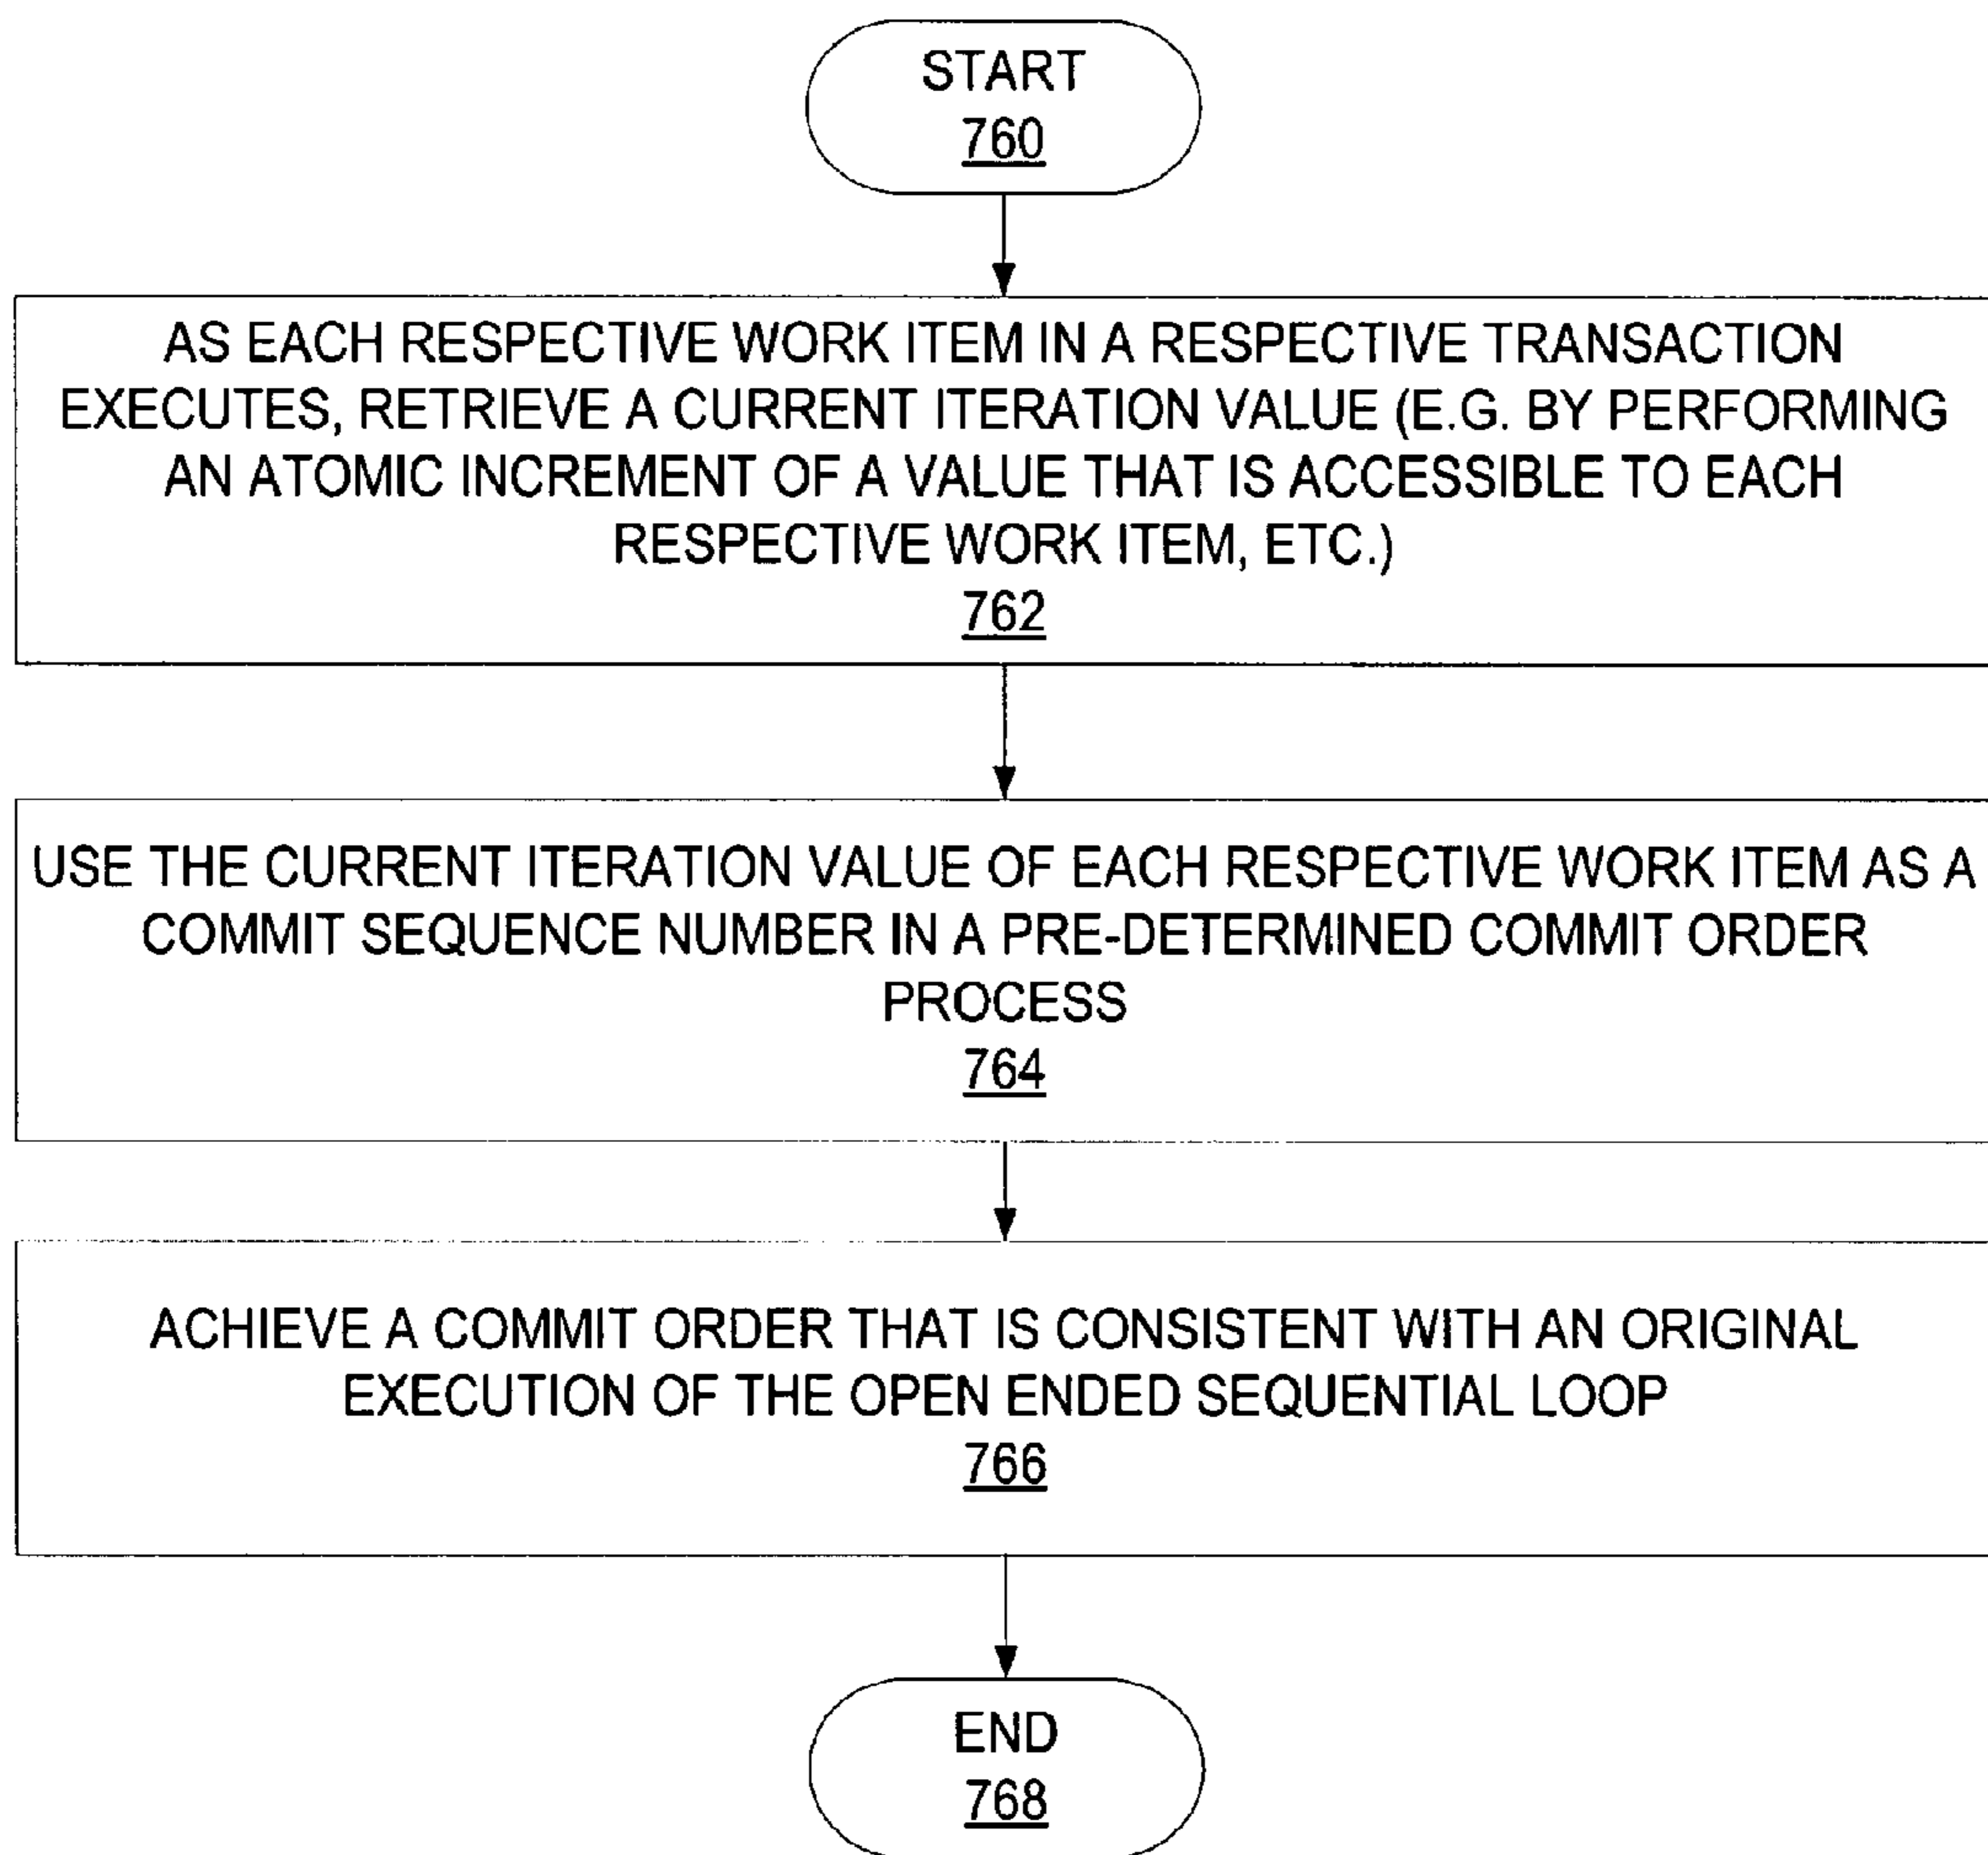 START
760
AS EACH RESPECTIVE WORK ITEM IN A RESPECTIVE TRANSACTION
EXECUTES, RETRIEVE A CURRENT ITERATION VALUE (E.G. BY PERFORMING
AN ATOMIC INCREMENT OF A VALUE THAT IS ACCESSIBLE TO EACH
RESPECTIVE WORK ITEM, ETC.)
762
USE THE CURRENT ITERATION VALUE OF EACH RESPECTIVE WORK ITEM AS A
COMMIT SEQUENCE NUMBER IN A PRE-DETERMINED COMMIT ORDER
PROCESS
764
ACHIEVE A COMMIT ORDER THAT IS CONSISTENT WITH AN ORIGINAL
EXECUTION OF THE OPEN ENDED SEQUENTIAL LOOP
766
END
768